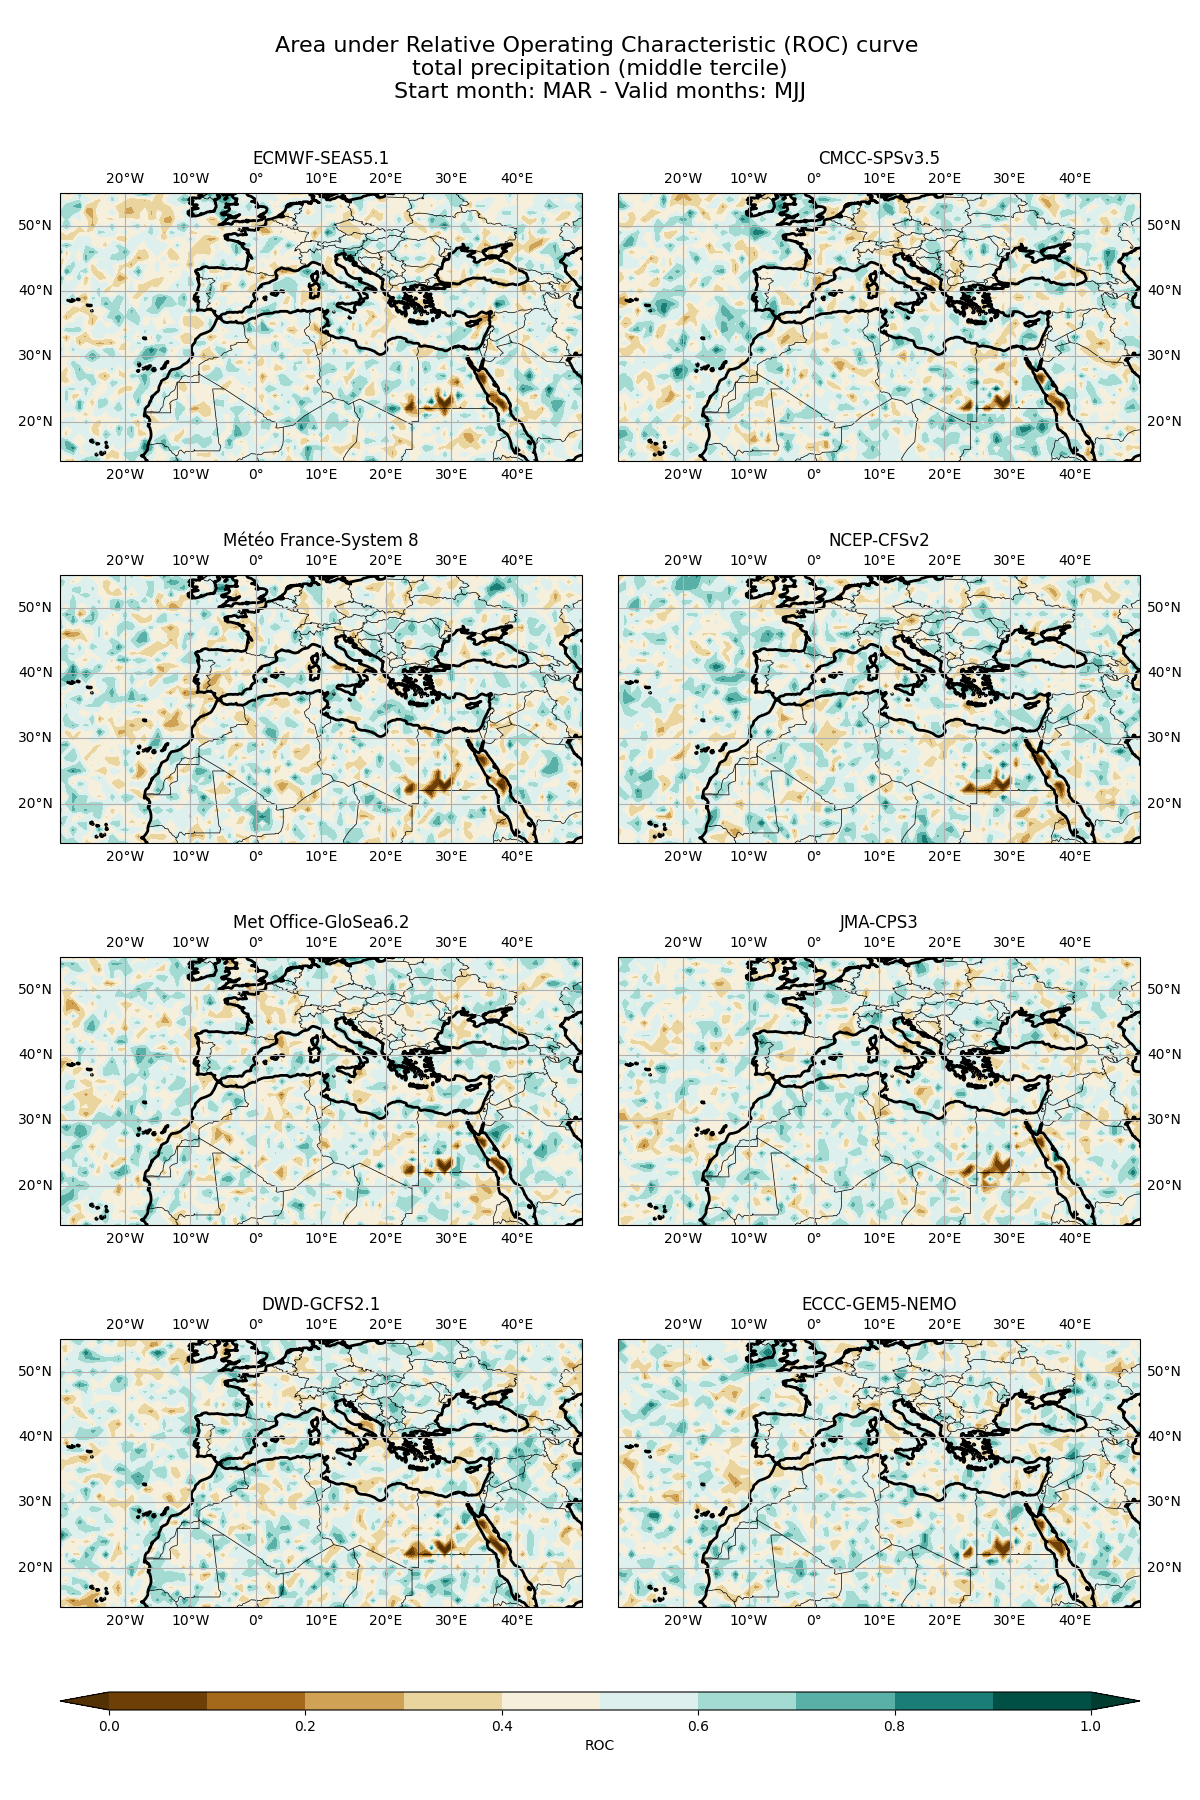 Area under Relative Operating Characteristic (ROC) curve
total precipitation (middle tercile)
Start month: MAR - Valid months: MJJ
ECMWF-SEAS5.1
20°W 10°W 0° 10°E 20°E 30°E 40°E
50°N
40°N
30°N
20°N
20°W 10°W 0° 10°E 20°E 30°E 40°E
CMCC-SPSv3.5
20°W 10°W 0° 10°E 20°E 30°E 40°E
50°N
40°N
30°N
20°N
20°W 10°W 0° 10°E 20°E 30°E 40°E
Météo France-System 8
20°W 10°W 0° 10°E 20°E 30°E 40°E
50°N
40°N
30°N
20°N
20°W 10°W 0° 10°E 20°E 30°E 40°E
NCEP-CFSv2
20°W 10°W 0° 10°E 20°E 30°E 40°E
50°N
40°N
30°N
20°N
20°W 10°W 0° 10°E 20°E 30°E 40°E
Met Office-GloSea6.2
20°W 10°W 0° 10°E 20°E 30°E 40°E
50°N
40°N
30°N
20°N
20°W 10°W 0° 10°E 20°E 30°E 40°E
JMA-CPS3
20°W 10°W 0° 10°E 20°E 30°E 40°E
50°N
40°N
30°N
20°N
20°W 10°W 0° 10°E 20°E 30°E 40°E
DWD-GCFS2.1
20°W 10°W 0° 10°E 20°E 30°E 40°E
50°N
40°N
30°N
20°N
20°W 10°W 0° 10°E 20°E 30°E 40°E
ECCC-GEM5-NEMO
20°W 10°W 0° 10°E 20°E 30°E 40°E
50°N
40°N
30°N
20°N
20°W 10°W 0° 10°E 20°E 30°E 40°E
0.0 0.2 0.4 0.6 0.8 1.0
ROC